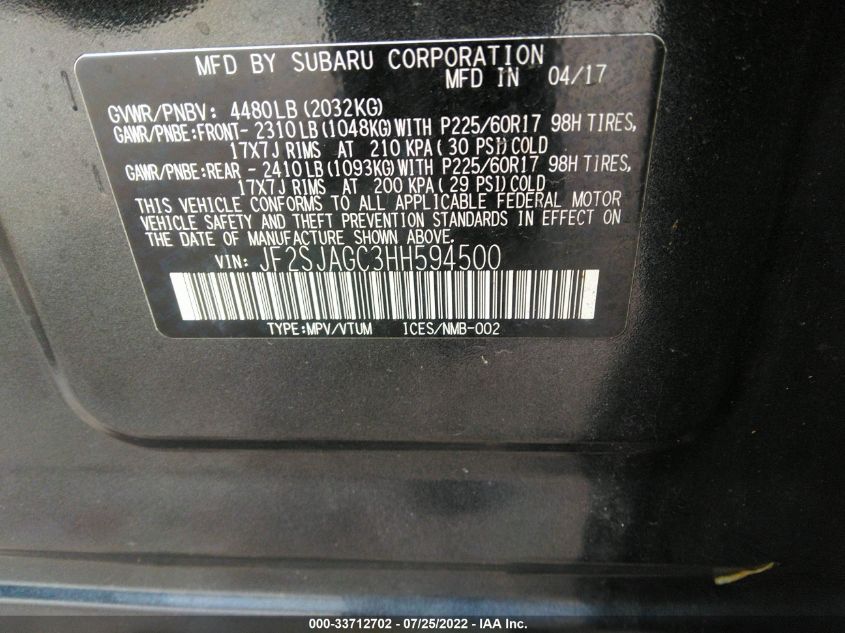 MFD BY SUBARU CORPORATION
MFD IN 04/17
GVWR/PNBV: 4480LB(2032KG)
GAWR/PNBE:FRONT- 2310LB(1048KG)WITH P225/60R17 98H TIRES,
17X7J RIMS AT 210 KPA( 30 PSI)COLD
GAWR/PNBE:REAR - 2410LB(1093KG)WITH P225/60R17 98H TIRES,
17X7J RIMS AT 200 KPA( 29 PSI)COLD
THIS VEHICLE CONFORMS TO ALL APPLICABLE FEDERAL MOTOR
VEHICLE SAFETY AND THEFT PREVENTION STANDARDS IN EFFECT ON
THE DATE OF MANUFACTURE SHOWN ABOVE.
VIN: JF2SJAGC3HH594500
TYPE:MPV/VTUM ICES/NMB-002
000-33712702 - 07/25/2022 - IAA Inc.